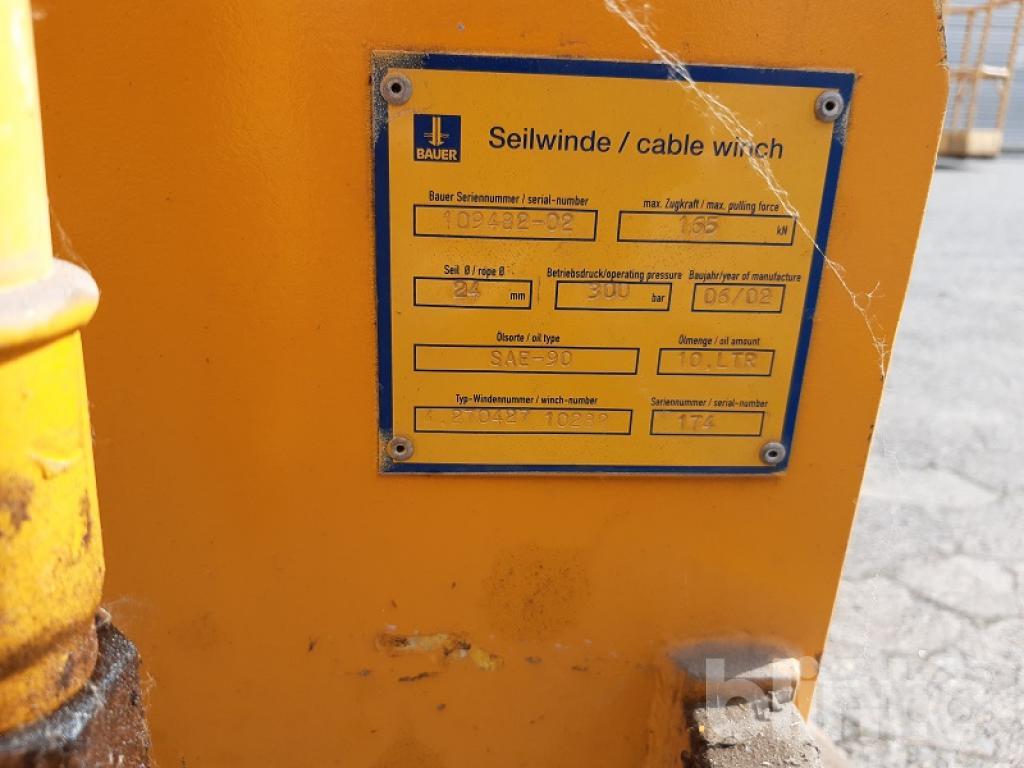 BAUER
Seilwinde / cable winch
Bauer Seriennummer / serial-number
109482-02
max. Zugkraft / max. pulling force
165 kN
Seil Ø / rope Ø
24 mm
Betriebsdruck/operating pressure
300 bar
Baujahr/year of manufacture
06/02
Ölsorte / oil type
SAE-90
Ölmenge / oil amount
10.LTR
Typ-Windennummer / winch-number
Seriennummer / serial-number
174